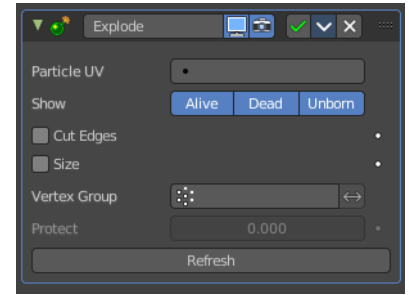 Explode
Particle UV
Show Alive Dead Unborn
Cut Edges
Size
Vertex Group
Protect 0.000
Refresh